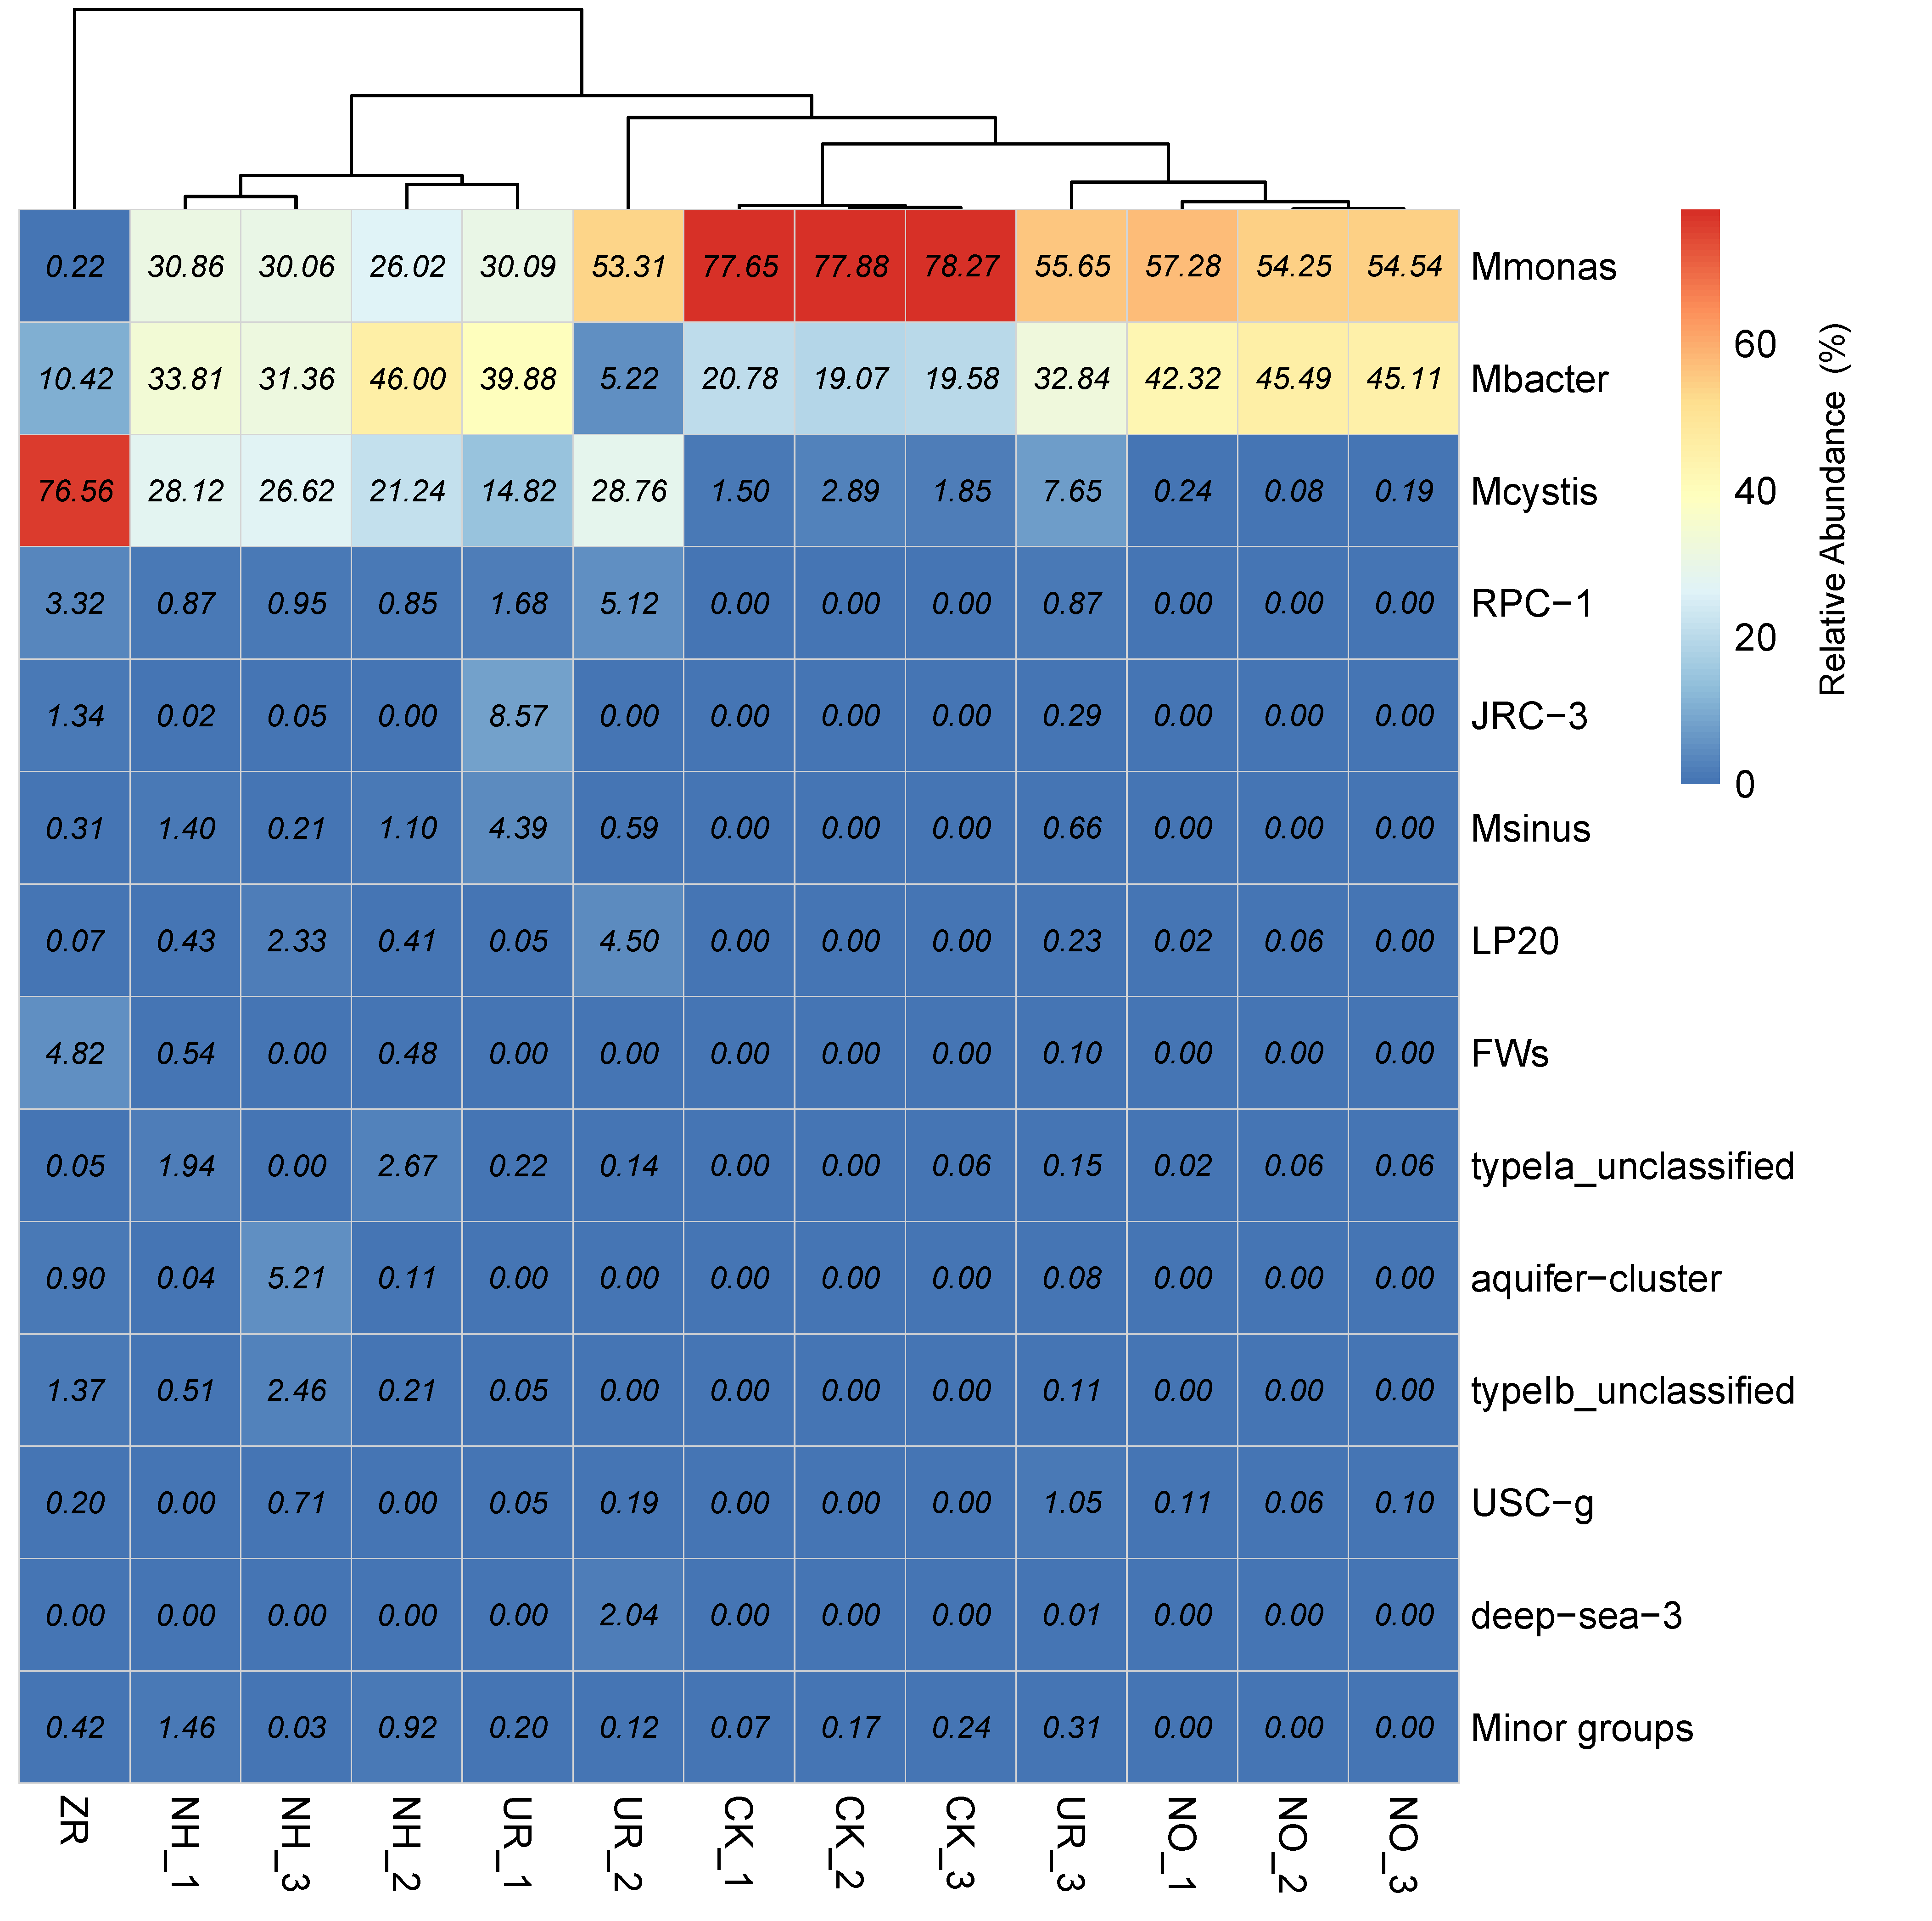 0.22 30.86 30.06 26.02 30.09 53.31 77.65 77.88 78.27 55.65 57.28 54.25 54.54 Mmonas
10.42 33.81 31.36 46.00 39.88 5.22 20.78 19.07 19.58 32.84 42.32 45.49 45.11 Mbacter
76.56 28.12 26.62 21.24 14.82 28.76 1.50 2.89 1.85 7.65 0.24 0.08 0.19 Mcystis
3.32 0.87 0.95 0.85 1.68 5.12 0.00 0.00 0.00 0.87 0.00 0.00 0.00 RPC−1
1.34 0.02 0.05 0.00 8.57 0.00 0.00 0.00 0.00 0.29 0.00 0.00 0.00 JRC−3
0.31 1.40 0.21 1.10 4.39 0.59 0.00 0.00 0.00 0.66 0.00 0.00 0.00 Msinus
0.07 0.43 2.33 0.41 0.05 4.50 0.00 0.00 0.00 0.23 0.02 0.06 0.00 LP20
4.82 0.54 0.00 0.48 0.00 0.00 0.00 0.00 0.00 0.10 0.00 0.00 0.00 FWs
0.05 1.94 0.00 2.67 0.22 0.14 0.00 0.00 0.06 0.15 0.02 0.06 0.06 typeIa_unclassified
0.90 0.04 5.21 0.11 0.00 0.00 0.00 0.00 0.00 0.08 0.00 0.00 0.00 aquifer−cluster
1.37 0.51 2.46 0.21 0.05 0.00 0.00 0.00 0.00 0.11 0.00 0.00 0.00 typeIb_unclassified
0.20 0.00 0.71 0.00 0.05 0.19 0.00 0.00 0.00 1.05 0.11 0.06 0.10 USC−g
0.00 0.00 0.00 0.00 0.00 2.04 0.00 0.00 0.00 0.01 0.00 0.00 0.00 deep−sea−3
0.42 1.46 0.03 0.92 0.20 0.12 0.07 0.17 0.24 0.31 0.00 0.00 0.00 Minor groups
ZR NH_1 NH_3 NH_2 UR_1 UR_2 CK_1 CK_2 CK_3 UR_3 NO_1 NO_2 NO_3
60
40
20
0
Relative Abundance (%)